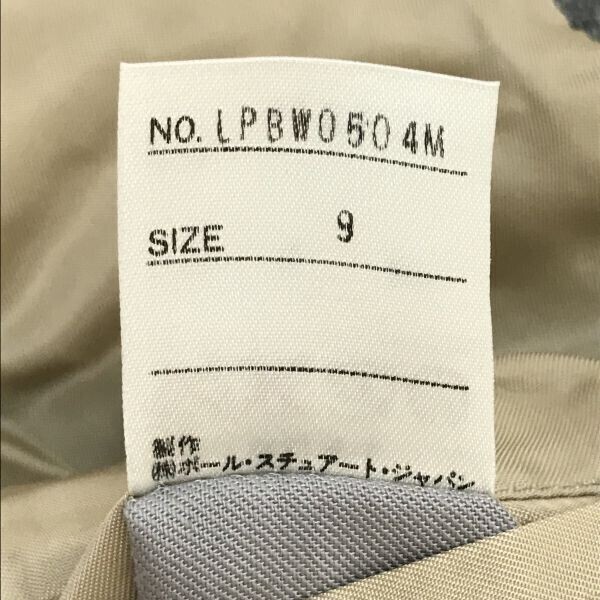 NO. LPBW0504M
SIZE 9
製作
㈱ポール・スチュアート・ジャパン